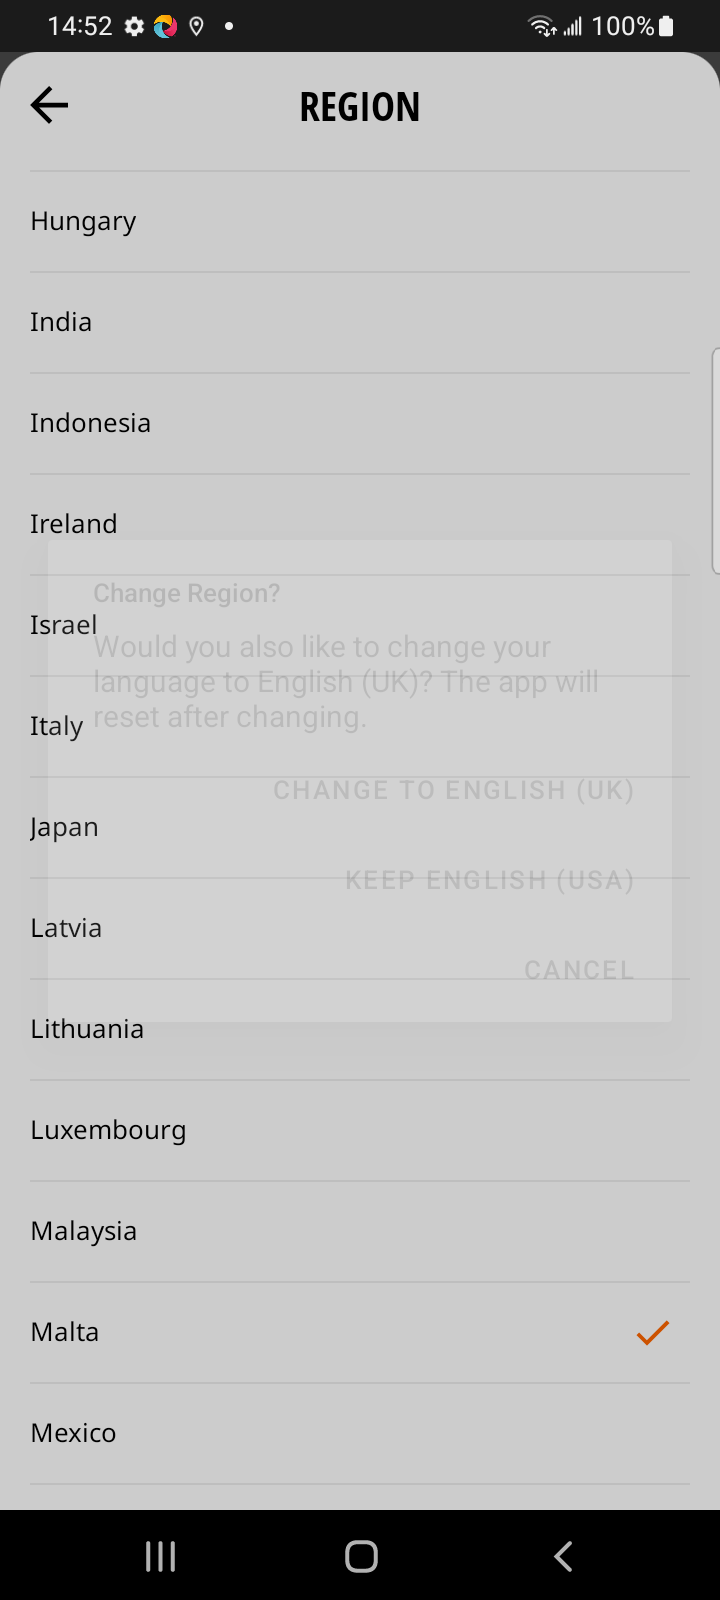 14:52
100%
REGION
Hungary
India
Indonesia
Ireland
Change Region?
Israel
Would you also like to change your
language to English (UK)? The app will
reset after changing.
Italy
CHANGE TO ENGLISH (UK)
Japan
KEEP ENGLISH (USA)
Latvia
CANCEL
Lithuania
Luxembourg
Malaysia
Malta
Mexico